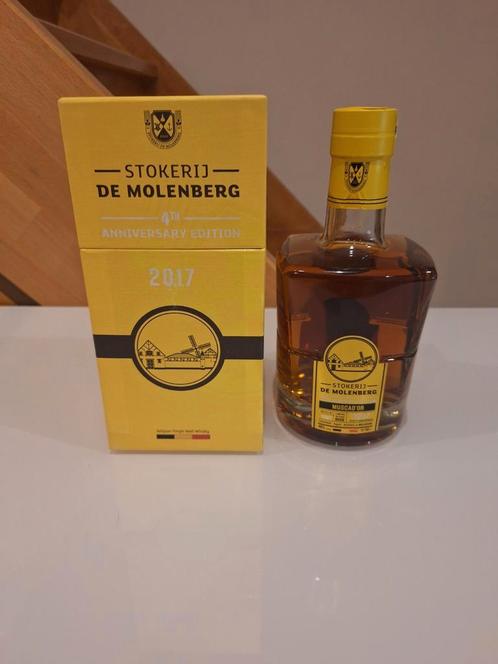 STOKERIJ
DE MOLENBERG
4TH
ANNIVERSARY EDITION
2017
Belgian Single Malt Whisky
STOKERIJ
DE MOLENBERG
MUSCAD'OR